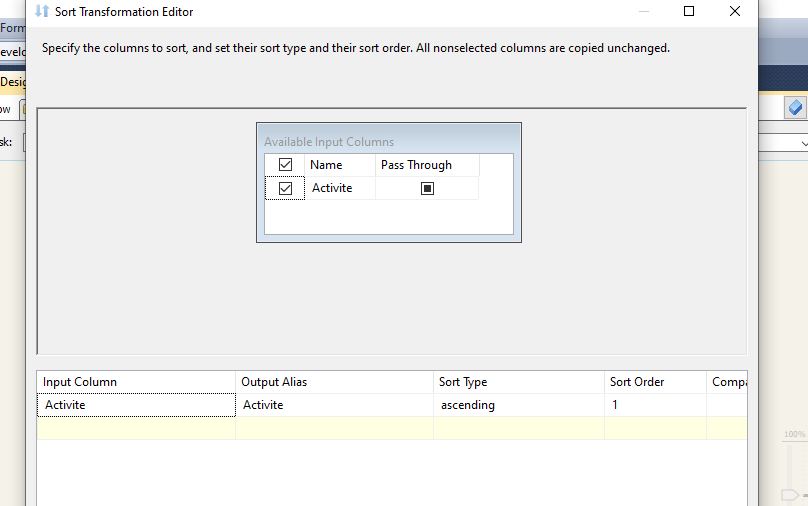 Sort Transformation Editor
Form
Specify the columns to sort, and set their sort type and their sort order. All nonselected columns are copied unchanged.
evelo
Desig
ow
sk:
Available Input Columns
Name Pass Through
Activite
Input Column Output Alias Sort Type Sort Order Compa
Activite Activite ascending 1
100%